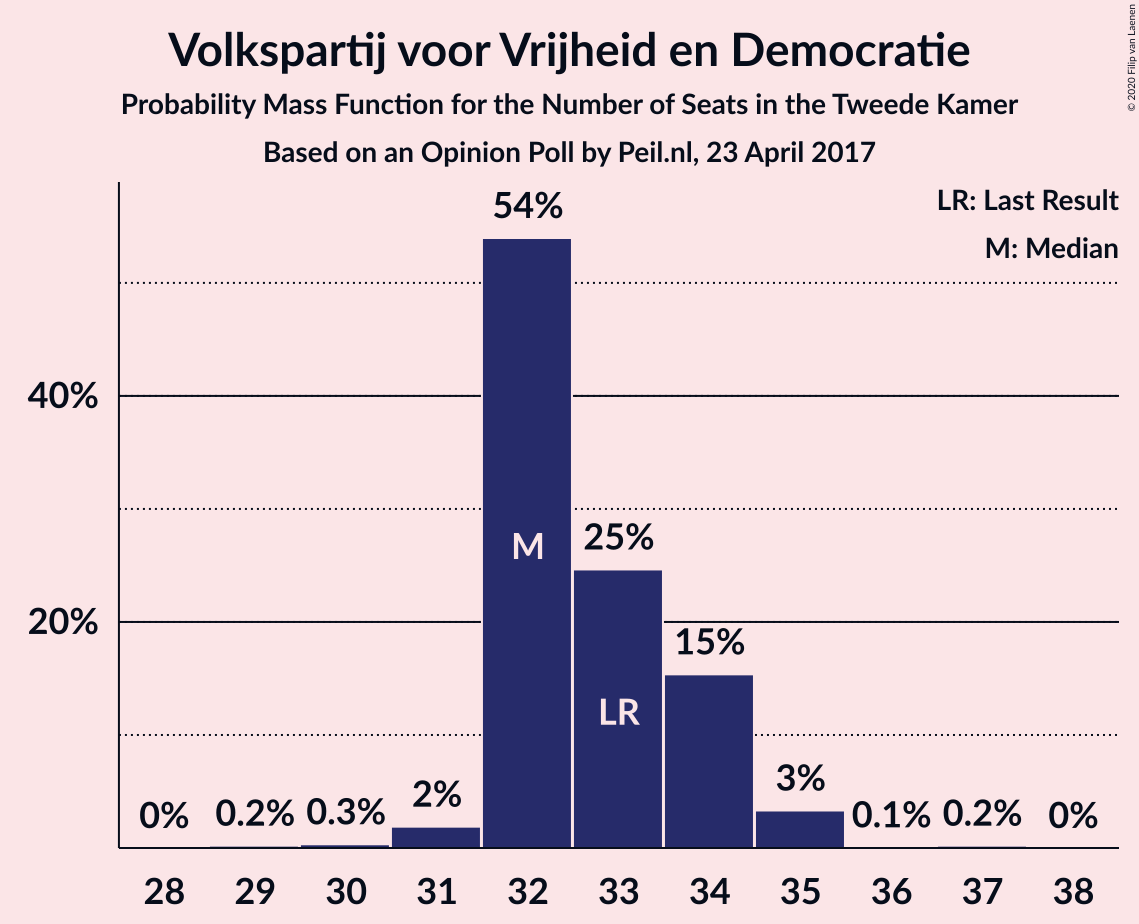 Volkspartij voor Vrijheid en Democratie
Probability Mass Function for the Number of Seats in the Tweede Kamer
Based on an Opinion Poll by Peil.nl, 23 April 2017
© 2020 Filip van Laenen
LR: Last Result
M: Median
54%
40%
M
25%
20%
15%
LR
0% 0.2% 0.3% 2% 3% 0.1% 0.2% 0%
28 29 30 31 32 33 34 35 36 37 38